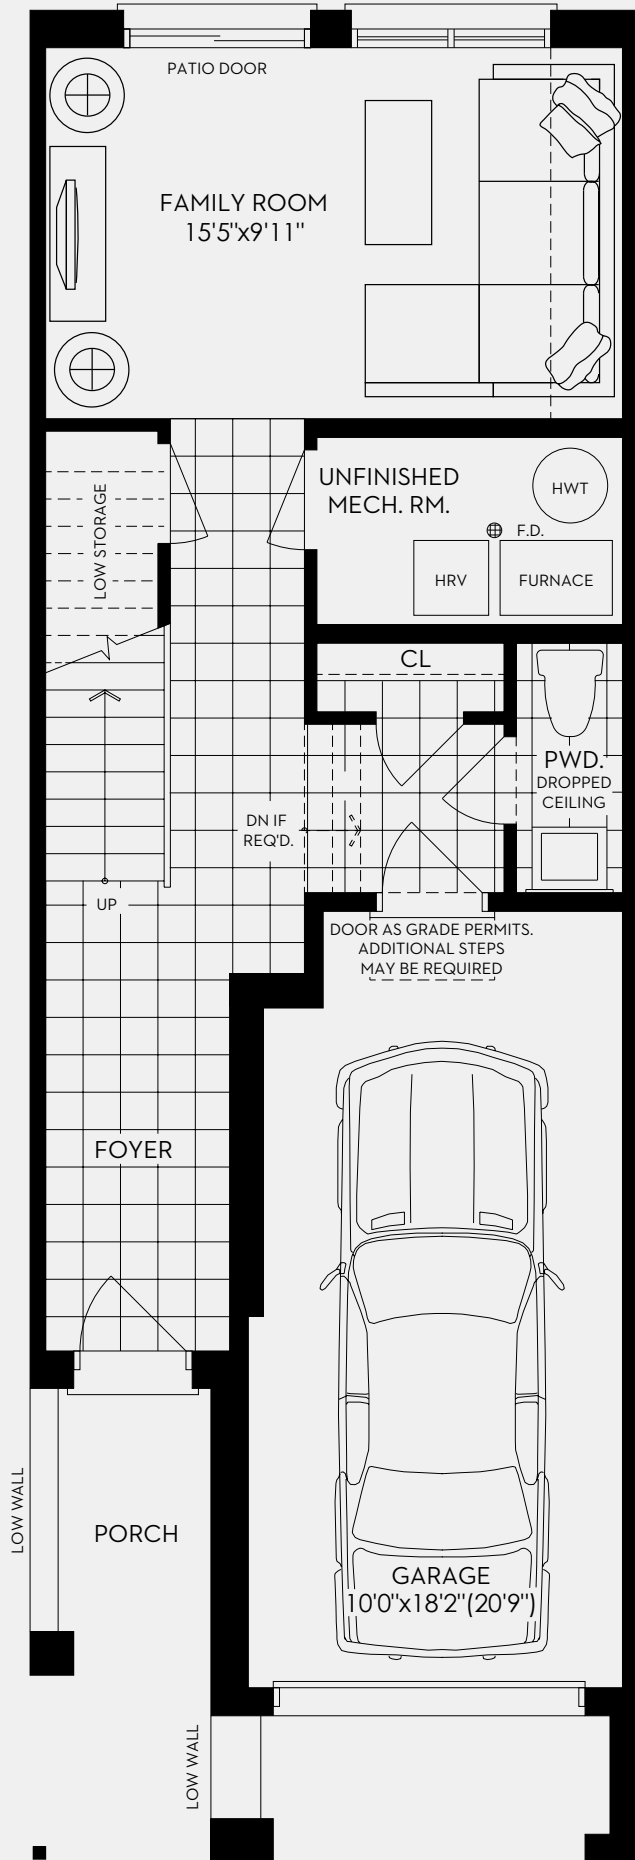 PATIO DOOR
FAMILY ROOM
15'5"x9'11"
LOW STORAGE
UNFINISHED
MECH. RM.
HWT
F.D.
HRV
FURNACE
CL
PWD.
DROPPED
CEILING
DN IF
REQ'D.
UP
DOOR AS GRADE PERMITS.
ADDITIONAL STEPS
MAY BE REQUIRED
FOYER
LOW WALL
PORCH
GARAGE
10'0"x18'2"(20'9")
LOW WALL